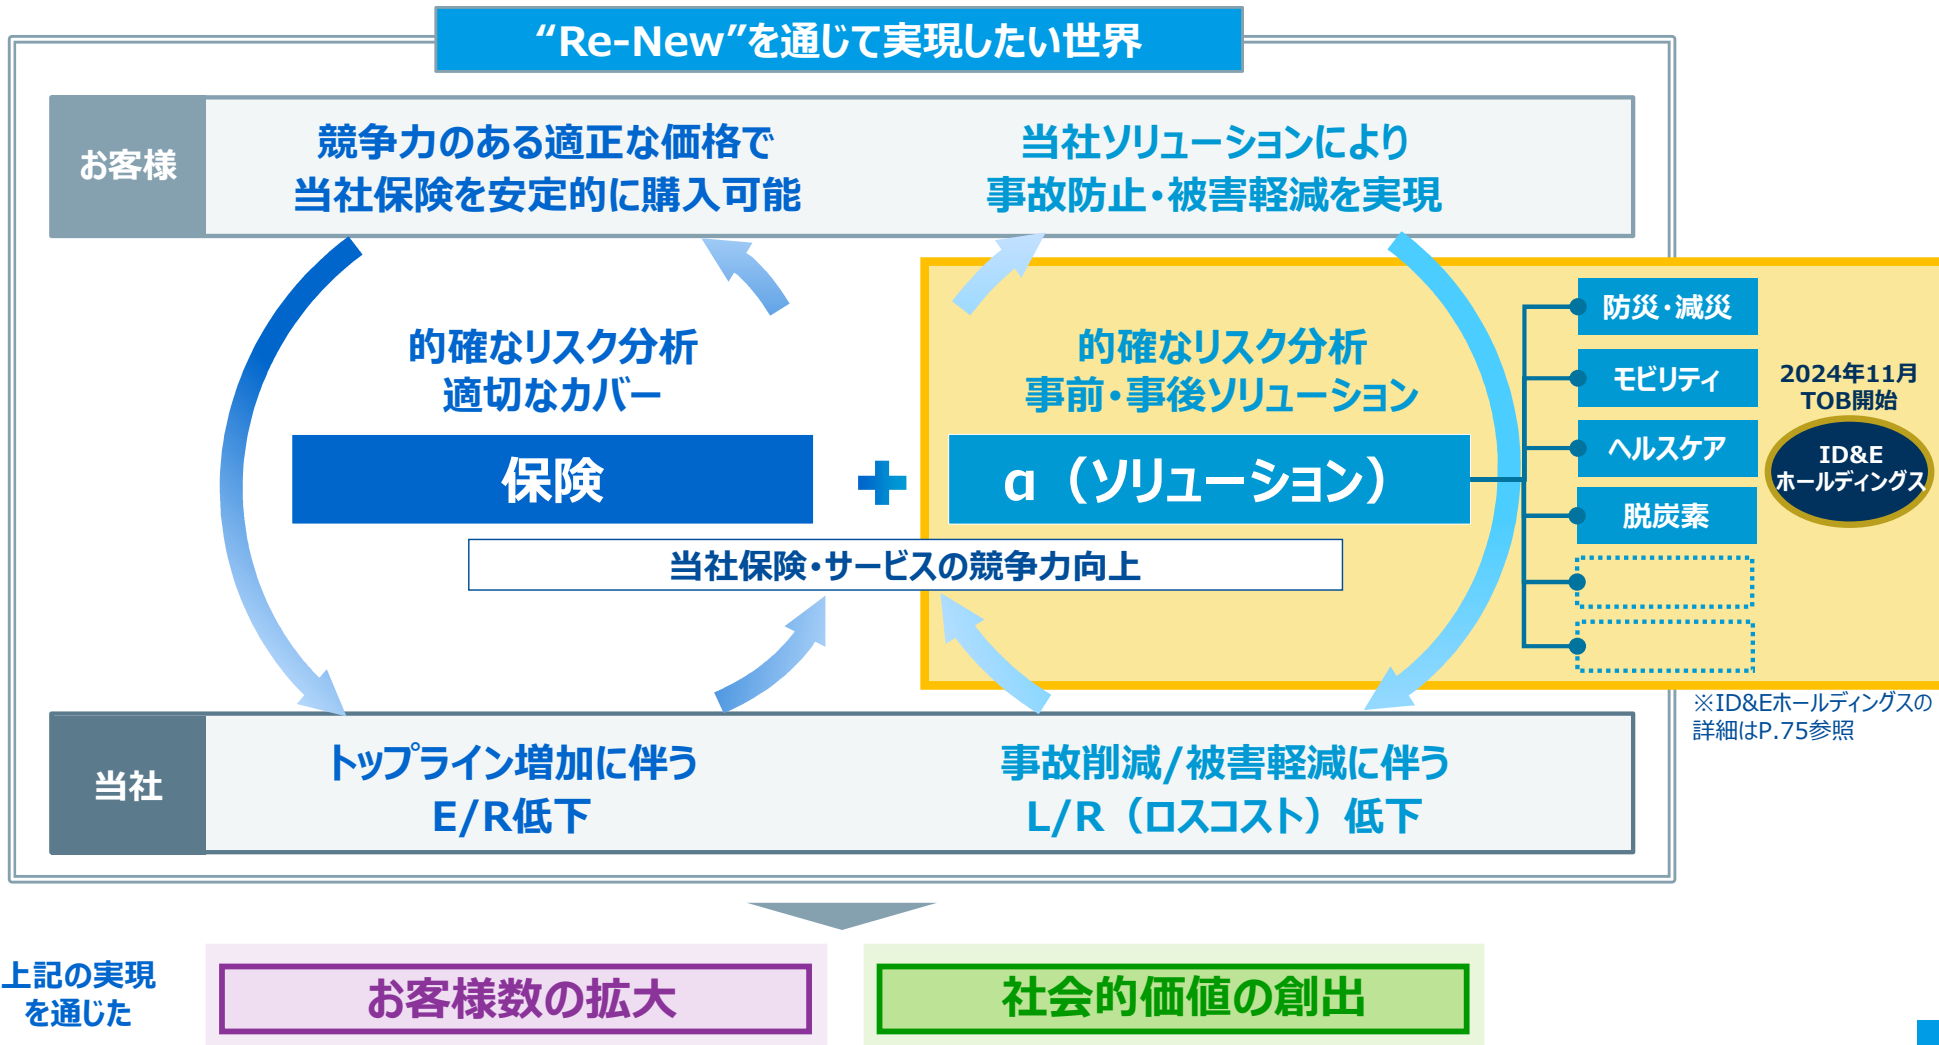 “Re-New”を通じて実現したい世界
お客様
競争力のある適正な価格で
当社保険を安定的に購入可能
当社ソリューションにより
事故防止・被害軽減を実現
的確なリスク分析
適切なカバー
的確なリスク分析
事前・事後ソリューション
保険
α（ソリューション）
当社保険・サービスの競争力向上
防災・減災
モビリティ
ヘルスケア
脱炭素
2024年11月
TOB開始
ID&E
ホールディングス
※ID&Eホールディングスの
詳細はP.75参照
当社
トップライン増加に伴う
E/R低下
事故削減/被害軽減に伴う
L/R（ロスコスト）低下
上記の実現
を通じた
お客様数の拡大
社会的価値の創出